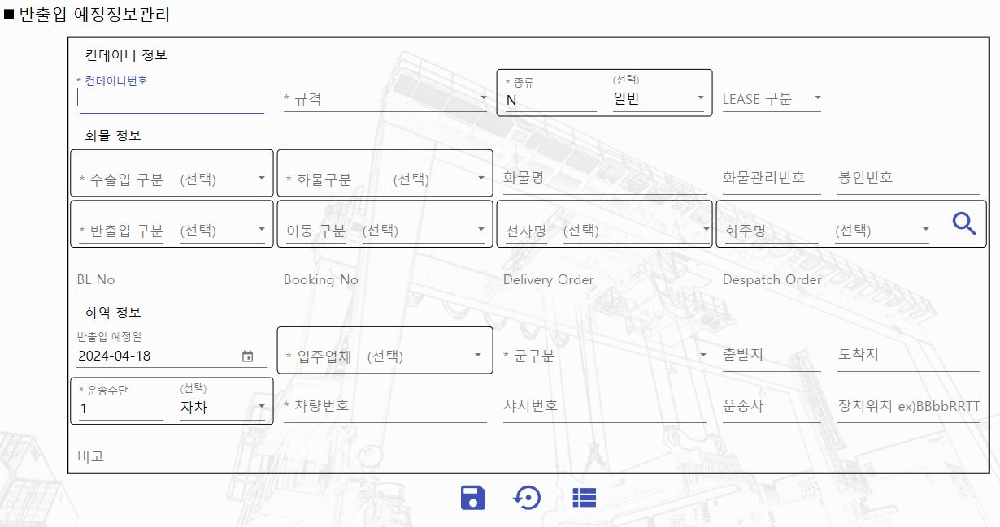 ■ 반출입 예정정보관리
컨테이너 정보
* 컨테이너번호 * 규격 * 종류 N (선택) 일반 LEASE 구분
화물 정보
* 수출입 구분 (선택) * 화물구분 (선택) 화물명 화물관리번호 봉인번호
* 반출입 구분 (선택) 이동 구분 (선택) 선사명 (선택) 화주명 (선택)
BL No Booking No Delivery Order Despatch Order
하역 정보
반출입 예정일 2024-04-18 * 입주업체 (선택) * 군구분 출발지 도착지
* 운송수단 1 (선택) 자차 * 차량번호 샤시번호 운송사 장치위치 ex)BBbbRRTT
비고